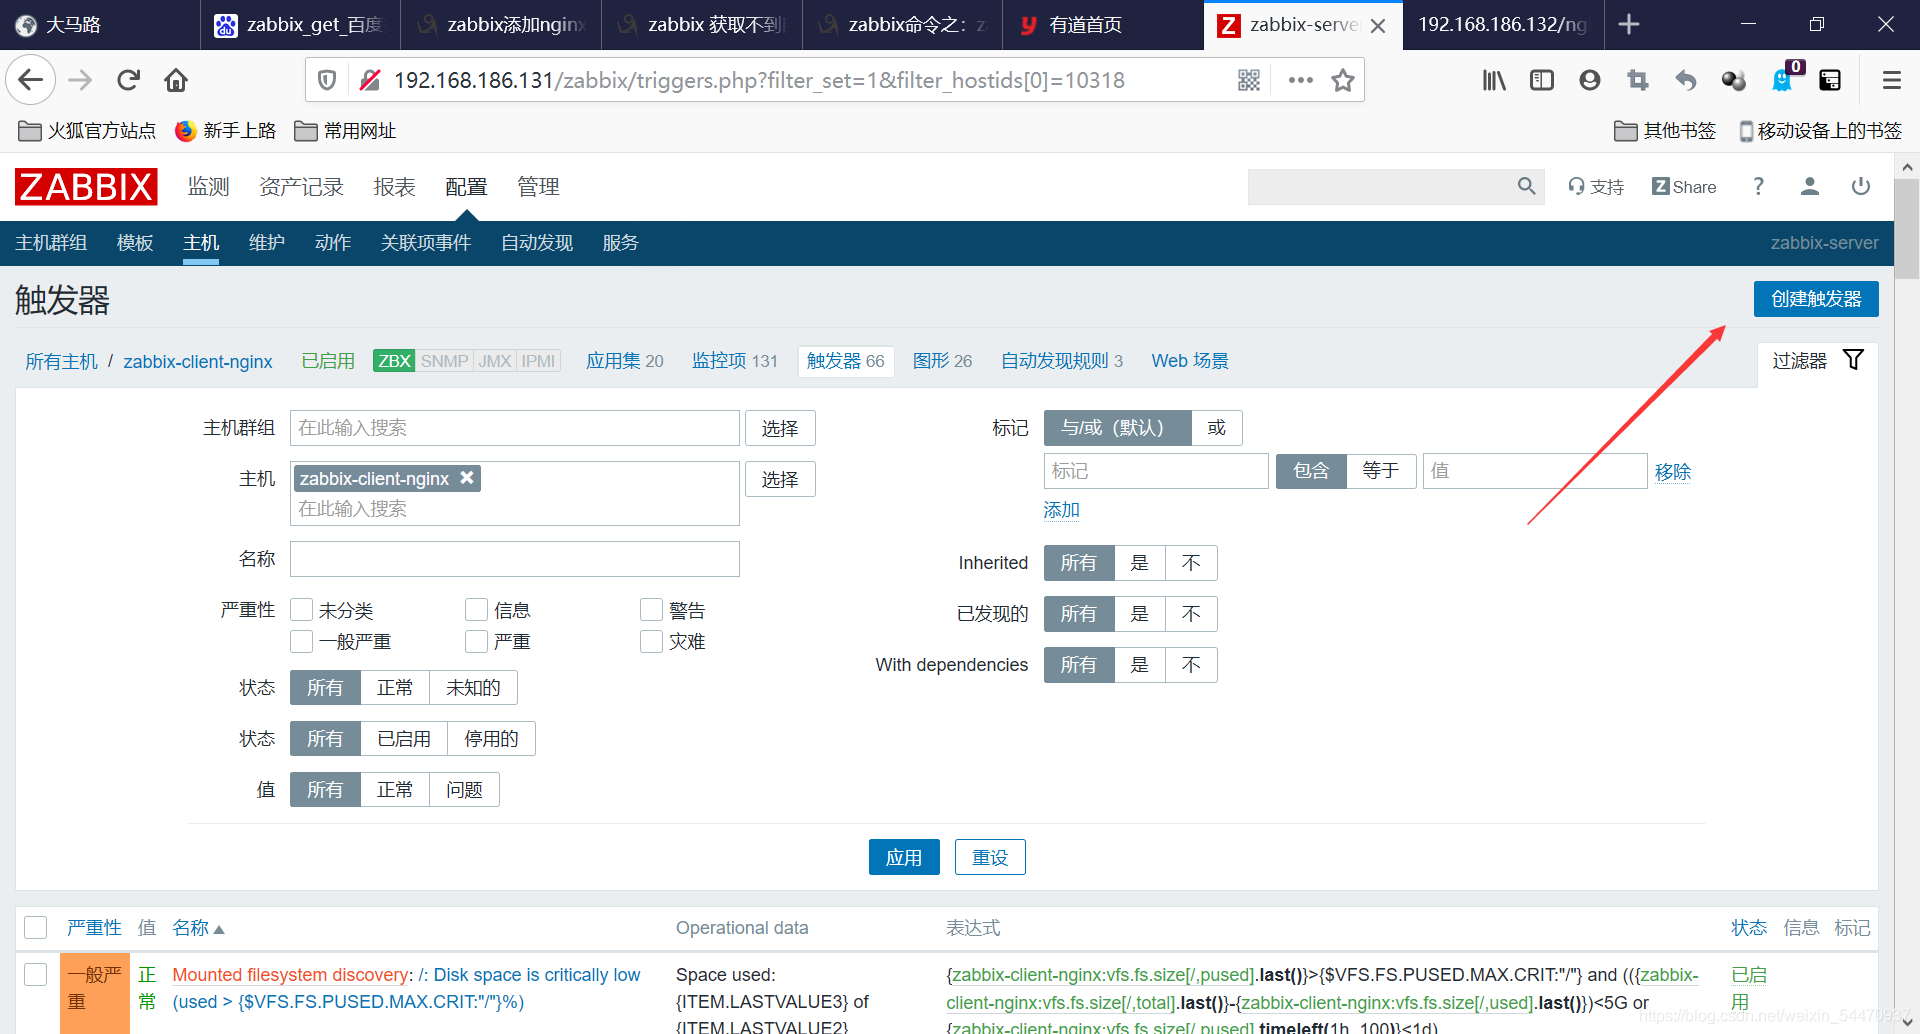 大马路
zabbix_get_百度
zabbix添加nginx
zabbix 获取不到
zabbix命令之：
有道首页
zabbix-serve
192.168.186.132/ng
192.168.186.131/zabbix/triggers.php?filter_set=1&filter_hostids[0]=10318
0
火狐官方站点
新手上路
常用网址
其他书签
移动设备上的书签
ZABBIX
监测 资产记录 报表 配置 管理
支持
Z Share
?
主机群组 模板 主机 维护 动作 关联项事件 自动发现 服务
zabbix-server
触发器
创建触发器
所有主机 / zabbix-client-nginx 已启用 ZBX SNMP JMX IPMI 应用集 20 监控项 131 触发器 66 图形 26 自动发现规则 3 Web 场景
过滤器
主机群组 在此输入搜索 选择
主机 zabbix-client-nginx 选择
在此输入搜索
名称
严重性 未分类 信息 警告
一般严重 严重 灾难
状态 所有 正常 未知的
状态 所有 已启用 停用的
值 所有 正常 问题
标记 与/或（默认） 或
标记 包含 等于 值 移除
添加
Inherited 所有 是 不
已发现的 所有 是 不
With dependencies 所有 是 不
应用 重设
严重性 值 名称 Operational data 表达式 状态 信息 标记
一般严重
正常
Mounted filesystem discovery: /: Disk space is critically low
(used > {$VFS.FS.PUSED.MAX.CRIT:"/"}%)
Space used:
{ITEM.LASTVALUE3} of
{ITEM.LASTVALUE2}
{zabbix-client-nginx:vfs.fs.size[/,pused].last()}>{$VFS.FS.PUSED.MAX.CRIT:"/"} and (({zabbix-
client-nginx:vfs.fs.size[/,total].last()}-{zabbix-client-nginx:vfs.fs.size[/,used].last()})<5G or
{zabbix-client-nginx:vfs.fs.size[/,pused].timeleft(1h,,100)}<1d)
已启用